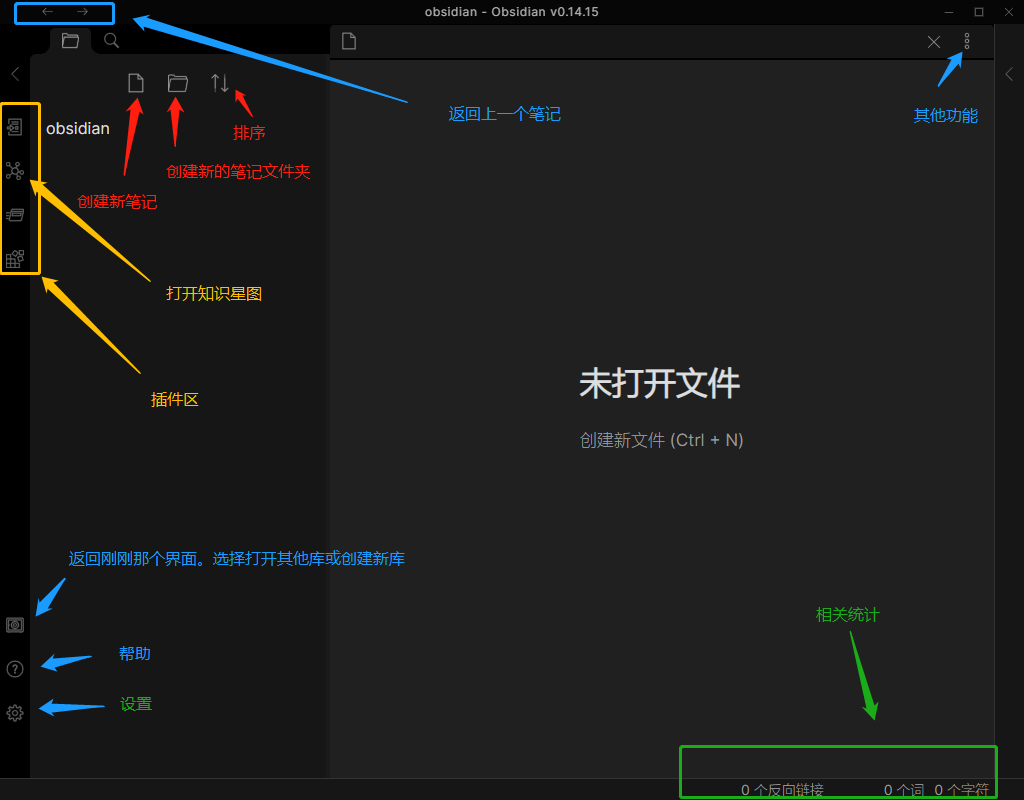 obsidian - Obsidian v0.14.15
返回上一个笔记
其他功能
obsidian
排序
创建新的笔记文件夹
创建新笔记
打开知识星图
未打开文件
插件区
创建新文件 (Ctrl + N)
返回刚刚那个界面。选择打开其他库或创建新库
相关统计
帮助
设置
0 个反向链接 0 个词 0 个字符